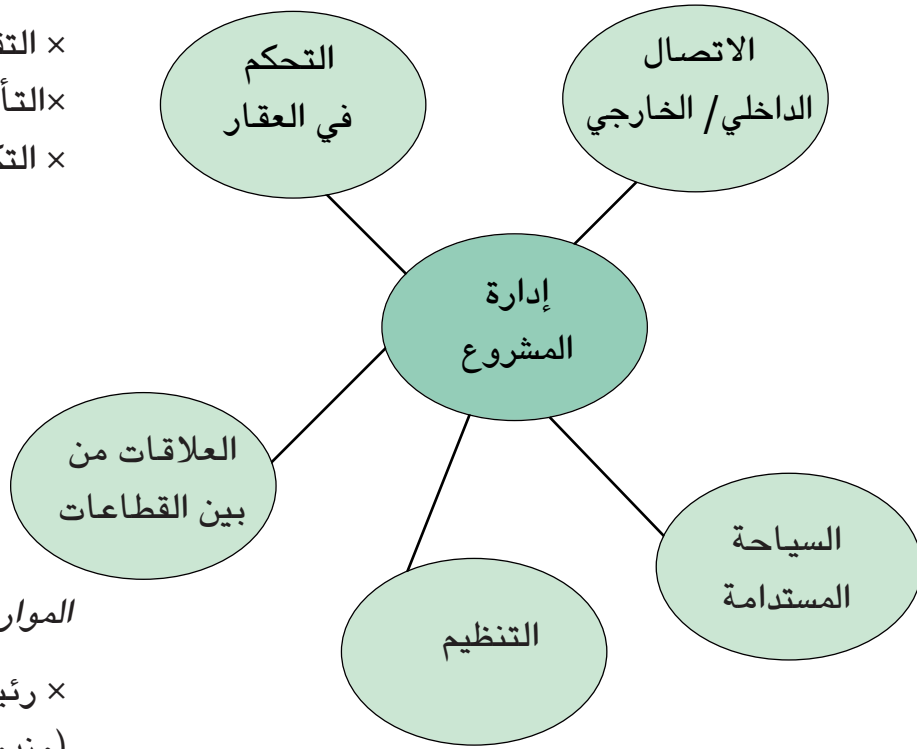 الاتصال
الداخلي/ الخارجي
التحكم
في العقار
إدارة
المشروع
العلاقات من
بين القطاعات
السياحة
المستدامة
التنظيم
×
×
×
×